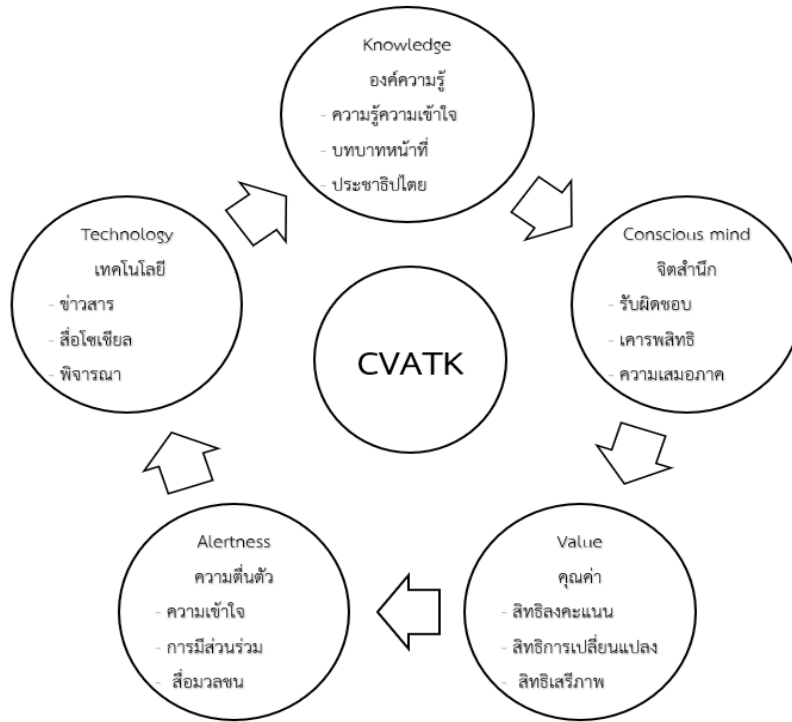 Knowledge
องค์ความรู้
- ความรู้ความเข้าใจ
- บทบาทหน้าที่
- ประชาธิปไตย
Conscious mind
จิตสำนึก
- รับผิดชอบ
- เคารพสิทธิ
- ความเสมอภาค
Value
คุณค่า
- สิทธิลงคะแนน
- สิทธิการเปลี่ยนแปลง
- สิทธิเสรีภาพ
Alertness
ความตื่นตัว
- ความเข้าใจ
- การมีส่วนร่วม
- สื่อมวลชน
Technology
เทคโนโลยี
- ข่าวสาร
- สื่อโซเชียล
- พิจารณา
CVATK